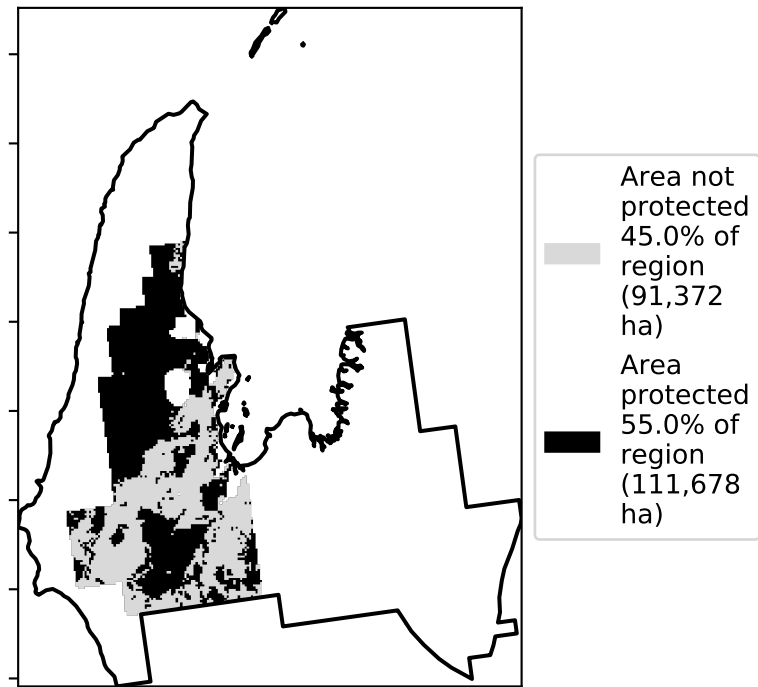 Area not
protected
45.0% of
region
(91,372
ha)
Area
protected
55.0% of
region
(111,678
ha)